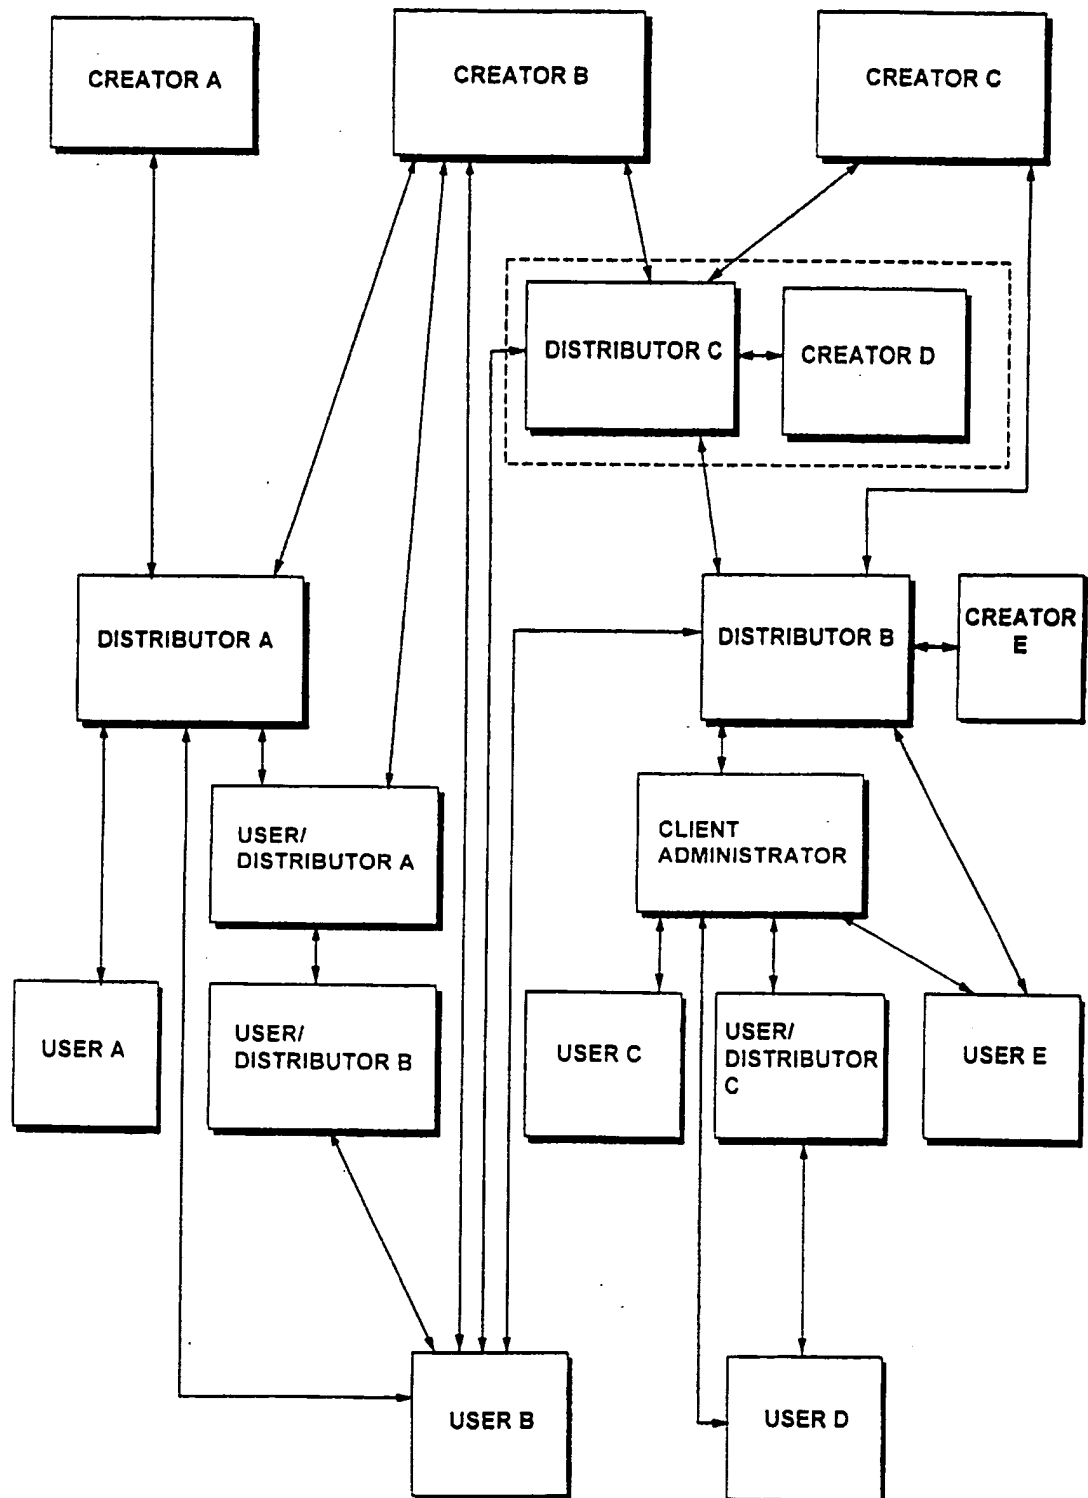 CREATOR A
CREATOR B
CREATOR C
DISTRIBUTOR C
CREATOR D
DISTRIBUTOR A
DISTRIBUTOR B
CREATOR
E
USER/
DISTRIBUTOR A
CLIENT
ADMINISTRATOR
USER A
USER/
DISTRIBUTOR B
USER C
USER/
DISTRIBUTOR
C
USER E
USER B
USER D